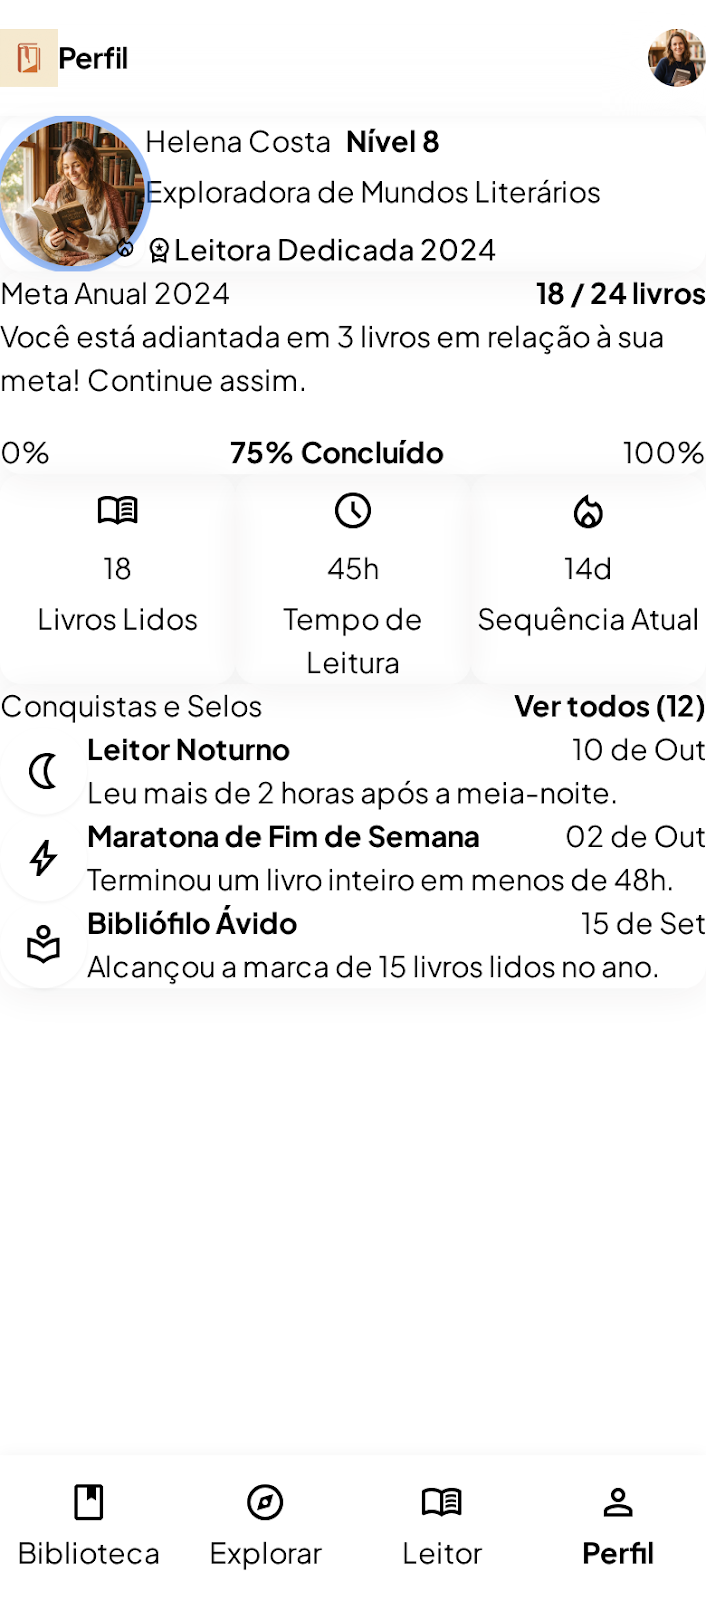 Perfil
Helena Costa Nível 8
Exploradora de Mundos Literários
Leitora Dedicada 2024
Meta Anual 2024 18 / 24 livros
Você está adiantada em 3 livros em relação à sua
meta! Continue assim.
0% 75% Concluído 100%
18
Livros Lidos
45h
Tempo de
Leitura
14d
Sequência Atual
Conquistas e Selos Ver todos (12)
Leitor Noturno 10 de Out
Leu mais de 2 horas após a meia-noite.
Maratona de Fim de Semana 02 de Out
Terminou um livro inteiro em menos de 48h.
Bibliófilo Ávido 15 de Set
Alcançou a marca de 15 livros lidos no ano.
Biblioteca Explorar Leitor Perfil